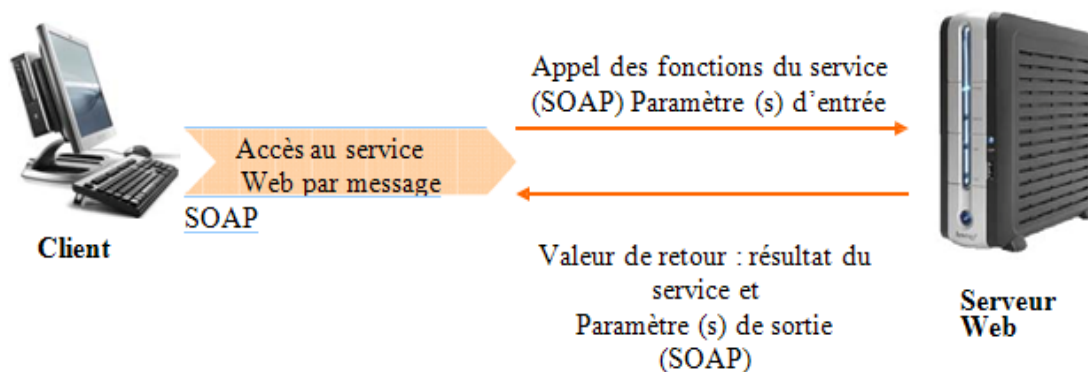 Appel des fonctions du service
(SOAP) Paramètre (s) d’entrée
Accès au service
Web par message
SOAP
Client
Valeur de retour : résultat du
service et
Paramètre (s) de sortie
(SOAP)
Serveur
Web